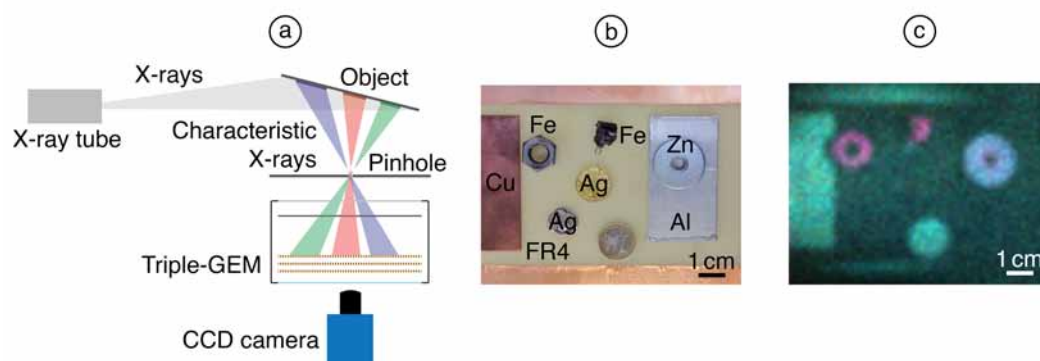 a
X-rays
Object
X-ray tube
Characteristic
X-rays
Pinhole
Triple-GEM
CCD camera
b
Fe
Fe
Zn
Cu
Ag
Ag
Al
FR4
1 cm
c
1 cm